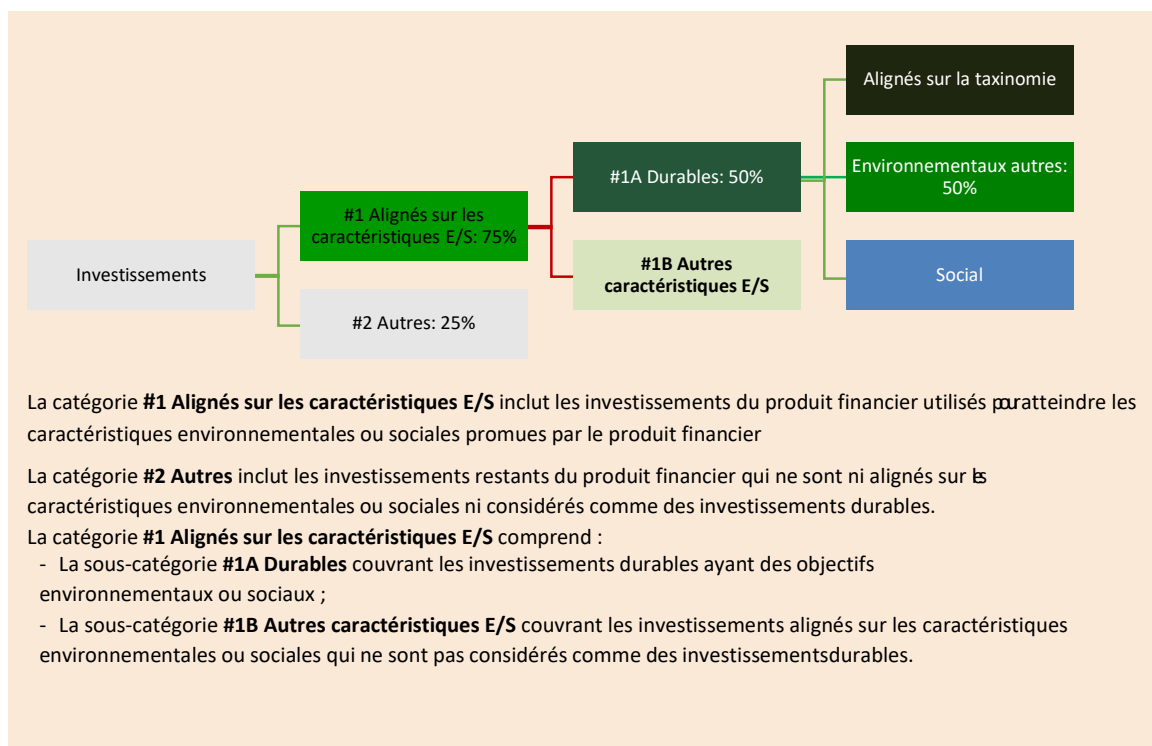 Alignés sur la taxinomie
#1A Durables: 50%
Environnementaux autres:
50%
#1 Alignés sur les
caractéristiques E/S: 75%
#1B Autres
caractéristiques E/S
Investissements
Social
#2 Autres: 25%
La catégorie #1 Alignés sur les caractéristiques E/S inclut les investissements du produit financier utilisés pouratteindre les
caractéristiques environnementales ou sociales promues par le produit financier
La catégorie #2 Autres inclut les investissements restants du produit financier qui ne sont ni alignés sur les
caractéristiques environnementales ou sociales ni considérés comme des investissements durables.
La catégorie #1 Alignés sur les caractéristiques E/S comprend :
- La sous-catégorie #1A Durables couvrant les investissements durables ayant des objectifs
environnementaux ou sociaux ;
- La sous-catégorie #1B Autres caractéristiques E/S couvrant les investissements alignés sur les caractéristiques
environnementales ou sociales qui ne sont pas considérés comme des investissementsdurables.